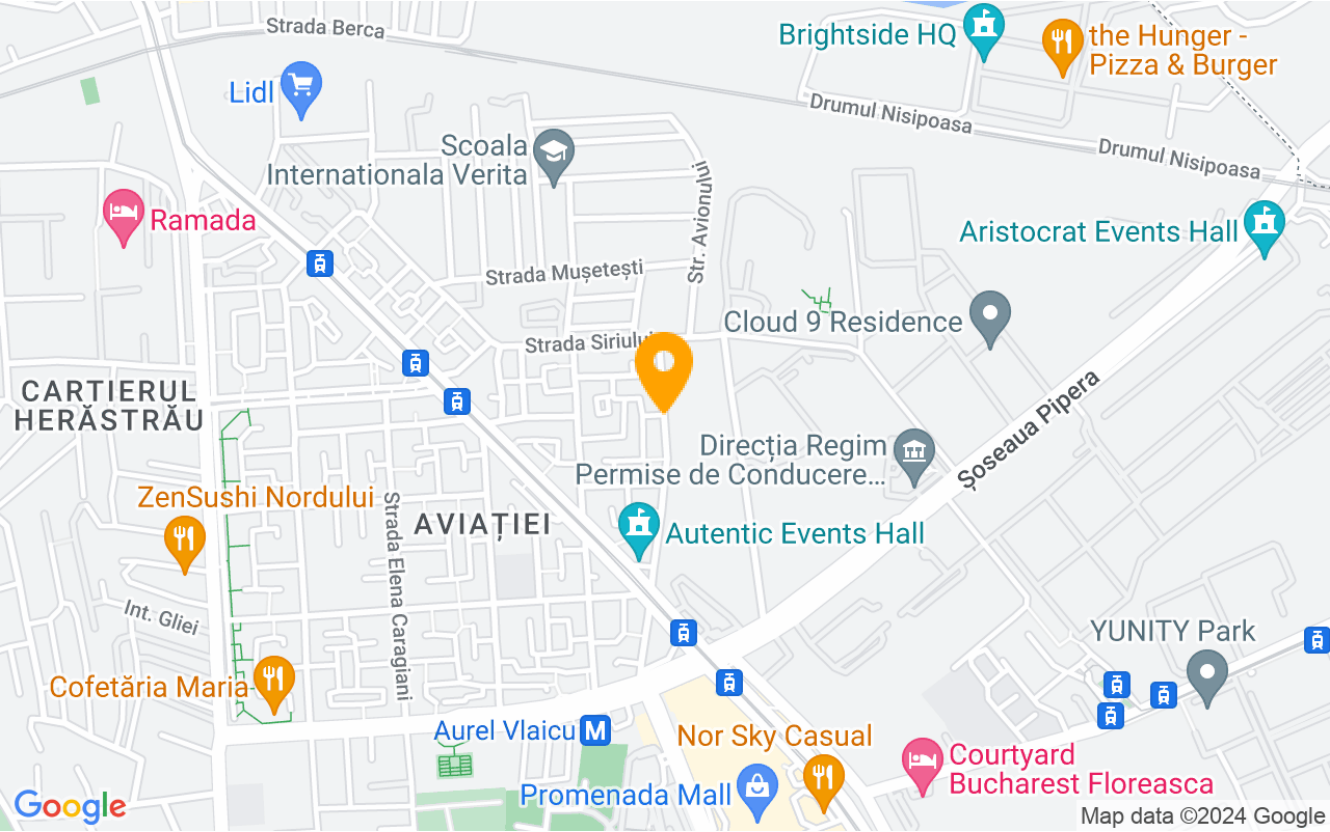 Strada Berca
Brightside HQ
the Hunger -
Pizza & Burger
Lidl
Drumul Nisipoasa
Scoala
Internationala Verita
Drumul Nisipoasa
Str. Avionului
Ramada
Aristocrat Events Hall
Strada Mușetești
Cloud 9 Residence
Strada Siriului
CARTIERUL
HERĂSTRĂU
Șoseaua Pipera
Direcția Regim
Permise de Conducere...
ZenSushi Nordului
Strada Elena Caragiani
AVIAȚIEI
Autentic Events Hall
Int. Gliei
YUNITY Park
Cofetăria Maria
Aurel Vlaicu M
Nor Sky Casual
Courtyard
Bucharest Floreasca
Promenada Mall
Google
Map data ©2024 Google